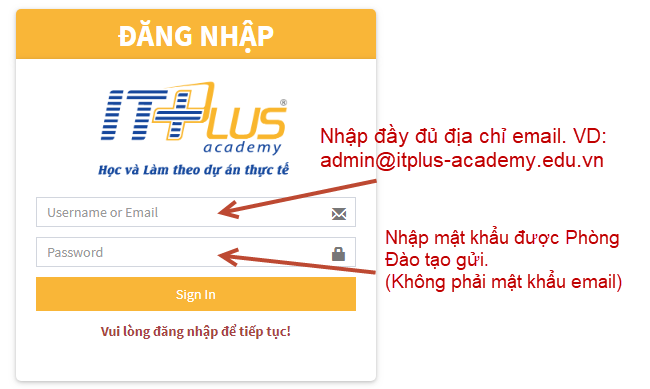 ĐĂNG NHẬP
ITPLUS®
academy
Học và Làm theo dự án thực tế
Nhập đầy đủ địa chỉ email. VD:
admin@itplus-academy.edu.vn
Username or Email
Password
Nhập mật khẩu được Phòng
Đào tạo gửi.
(Không phải mật khẩu email)
Sign In
Vui lòng đăng nhập để tiếp tục!